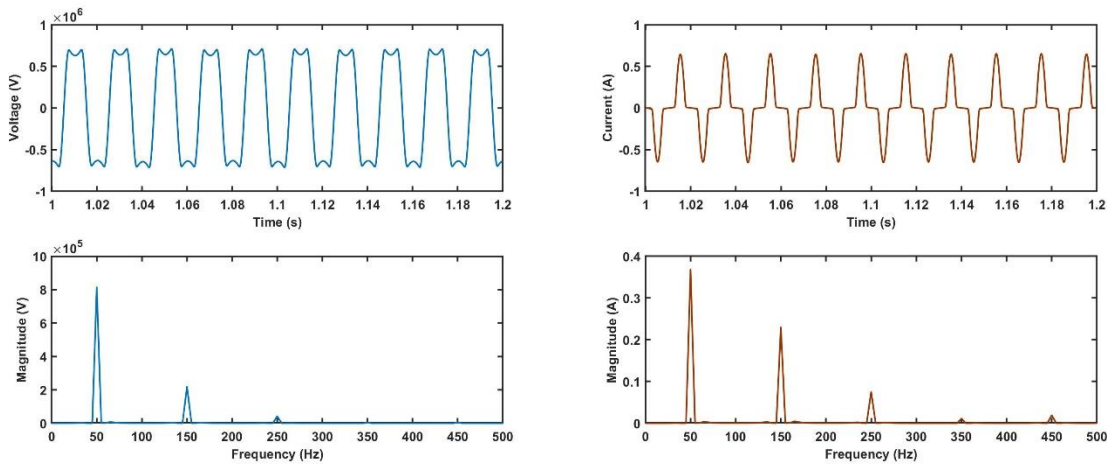 ×10⁶
1
0.5
0
-0.5
-1
Voltage (V)
1 1.02 1.04 1.06 1.08 1.1 1.12 1.14 1.16 1.18 1.2
Time (s)
1
0.5
0
-0.5
-1
Current (A)
1 1.02 1.04 1.06 1.08 1.1 1.12 1.14 1.16 1.18 1.2
Time (s)
×10⁵
10
8
6
4
2
0
Magnitude (V)
0 50 100 150 200 250 300 350 400 450 500
Frequency (Hz)
0.4
0.3
0.2
0.1
0
Magnitude (A)
0 50 100 150 200 250 300 350 400 450 500
Frequency (Hz)